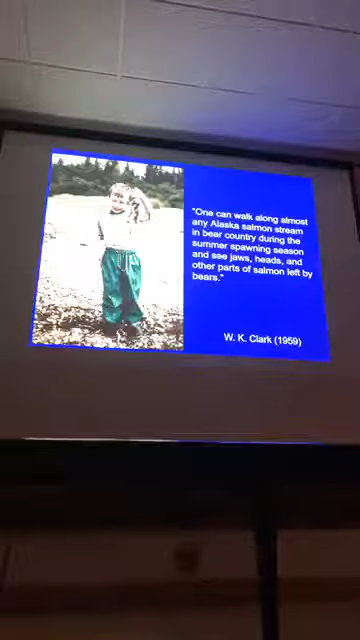 "One can walk along almost
any Alaska salmon stream
in bear country during the
summer spawning season
and see jaws, heads, and
other parts of salmon left by
bears."
W. K. Clark (1959)